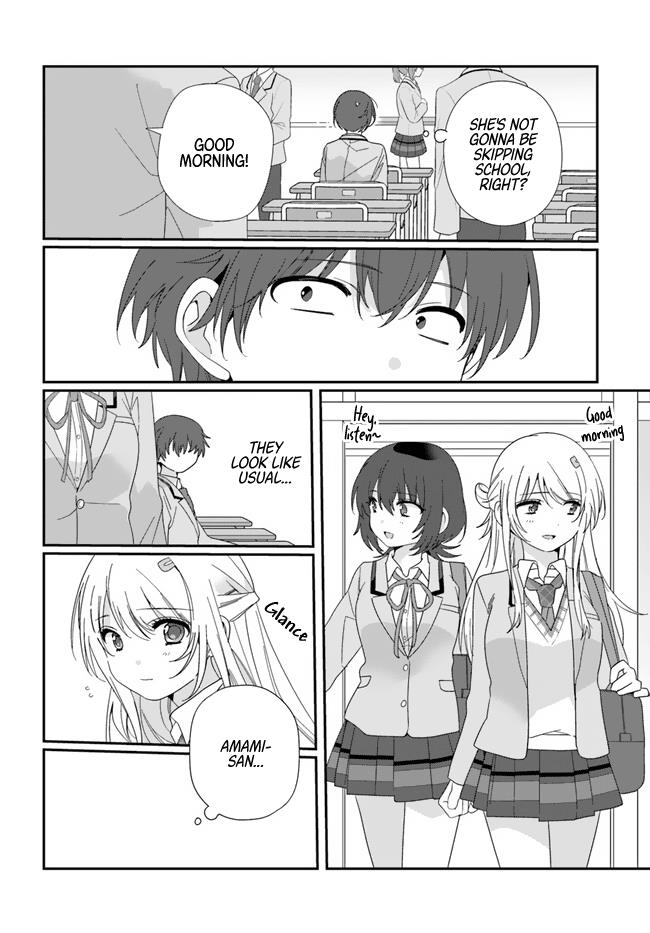 SHE'S NOT
GONNA BE
SKIPPING
SCHOOL,
RIGHT?
GOOD
MORNING!
Good
morning
Hey,
listen~
THEY
LOOK LIKE
USUAL...
Glance
AMAMI-
SAN...